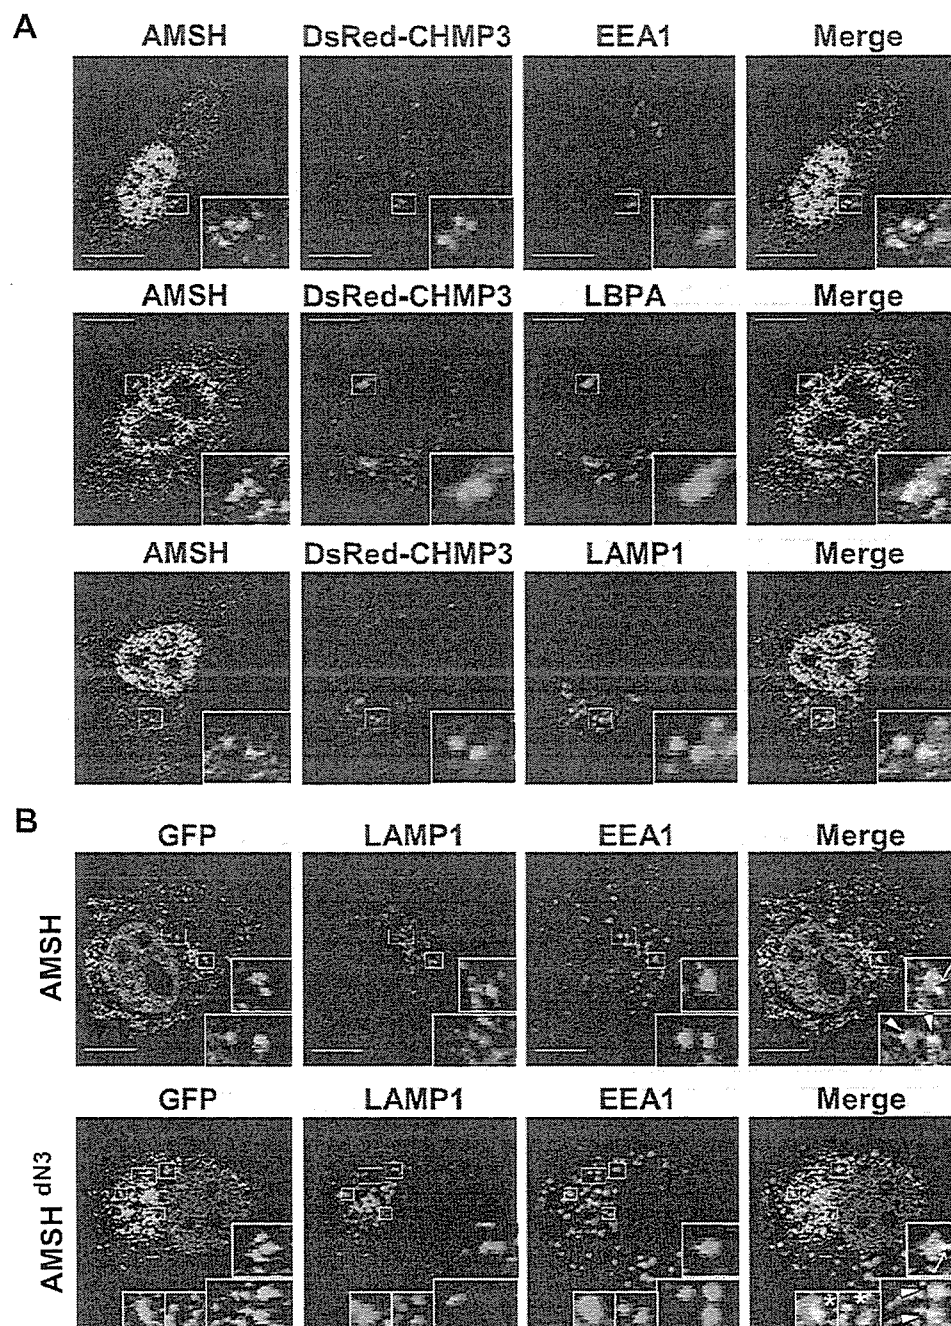 A
AMSH DsRed-CHMP3 EEA1 Merge
AMSH DsRed-CHMP3 LBPA Merge
AMSH DsRed-CHMP3 LAMP1 Merge
B
GFP LAMP1 EEA1 Merge
AMSH
GFP LAMP1 EEA1 Merge
AMSH dN3
* *